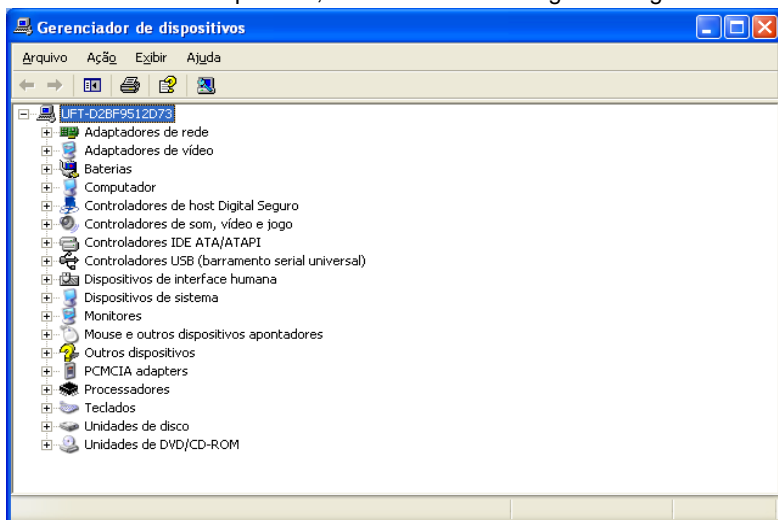 Gerenciador de dispositivos
Arquivo Ação Exibir Ajuda
UFT-D2BF9512D73
Adaptadores de rede
Adaptadores de vídeo
Baterias
Computador
Controladores de host Digital Seguro
Controladores de som, vídeo e jogo
Controladores IDE ATA/ATAPI
Controladores USB (barramento serial universal)
Dispositivos de interface humana
Dispositivos de sistema
Monitores
Mouse e outros dispositivos apontadores
Outros dispositivos
PCMCIA adapters
Processadores
Teclados
Unidades de disco
Unidades de DVD/CD-ROM